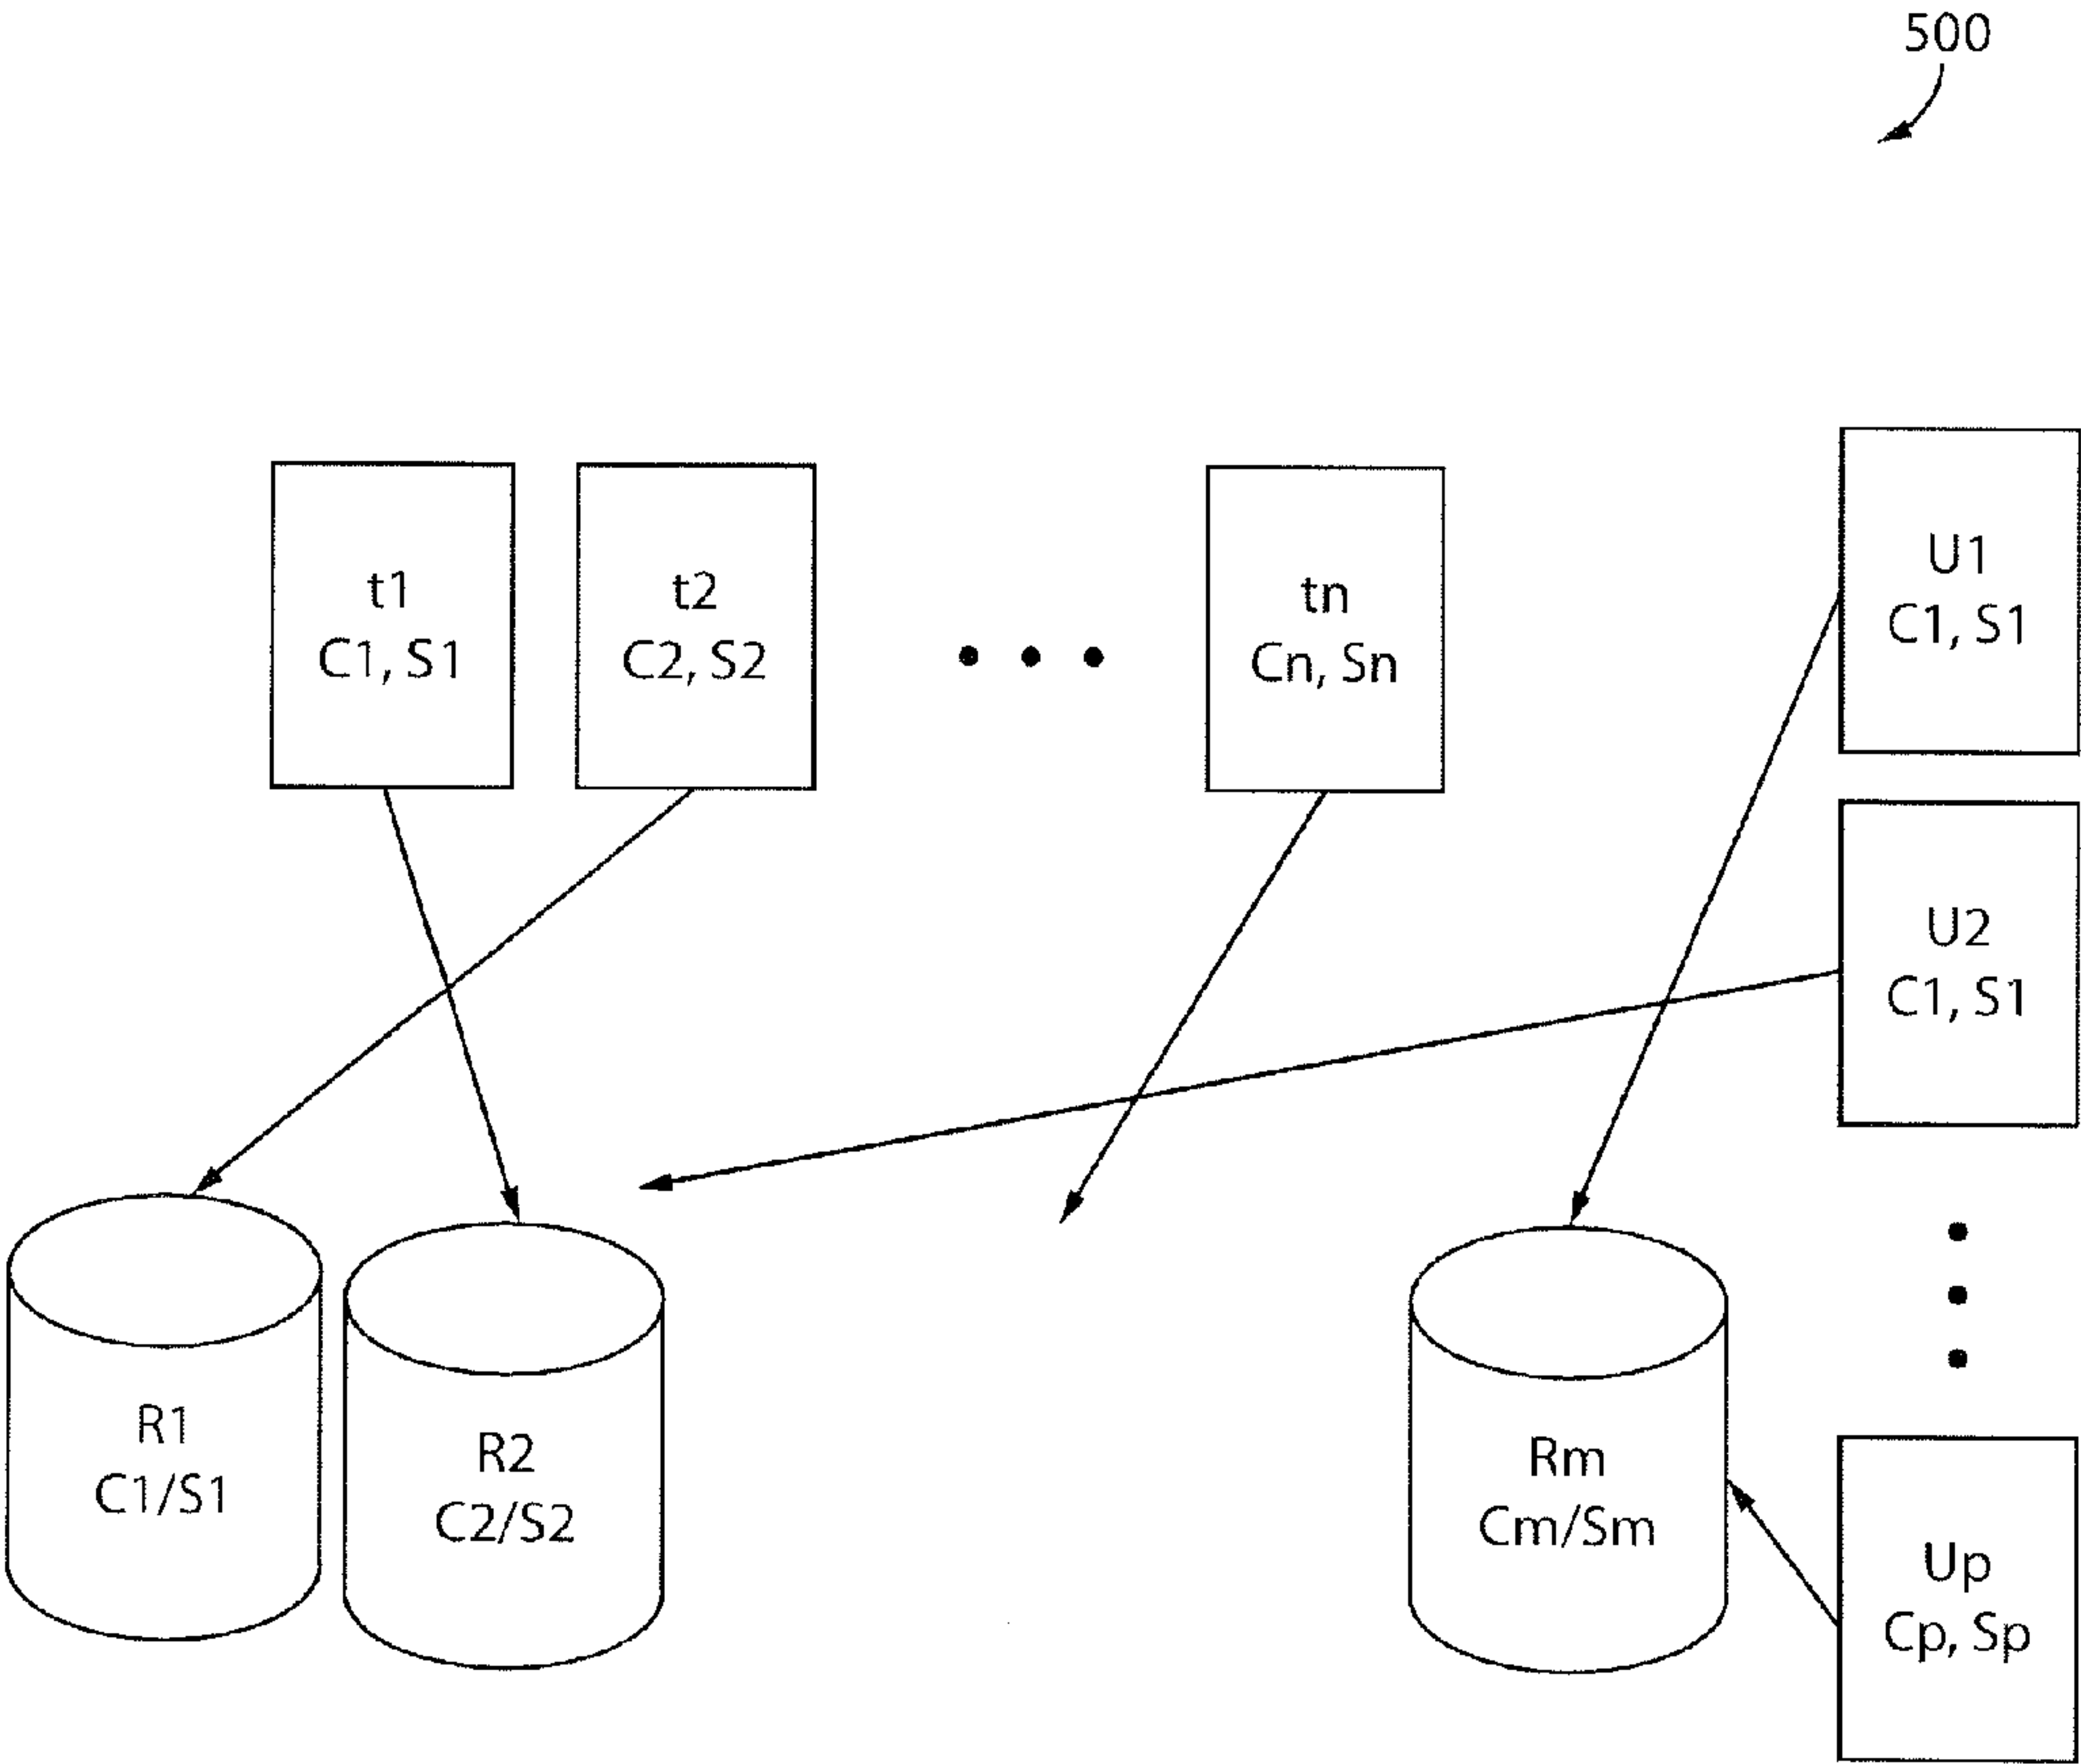 500
t1
C1, S1
t2
C2, S2
tn
Cn, Sn
U1
C1, S1
U2
C1, S1
R1
C1/S1
R2
C2/S2
Rm
Cm/Sm
Up
Cp, Sp